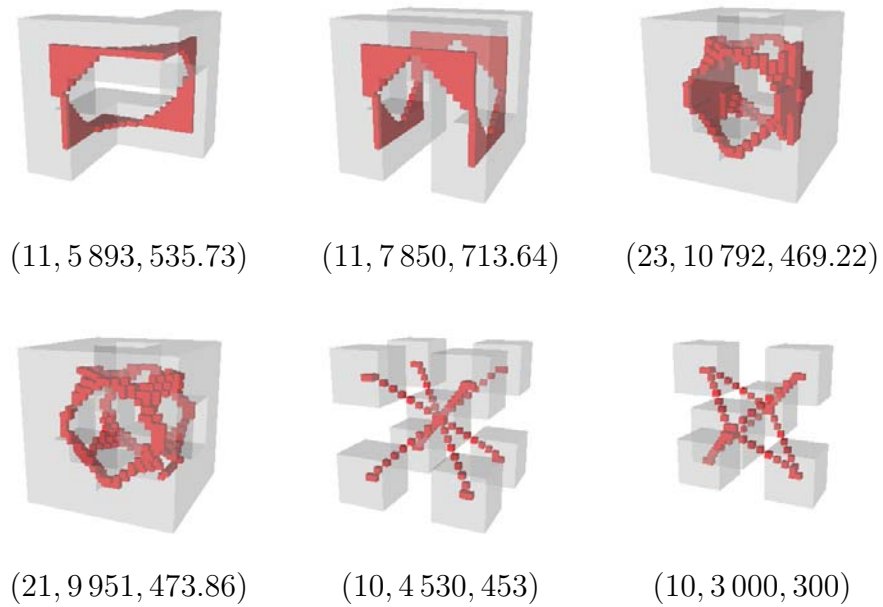 (11, 5 893, 535.73) (11, 7 850, 713.64) (23, 10 792, 469.22)
(21, 9 951, 473.86) (10, 4 530, 453) (10, 3 000, 300)